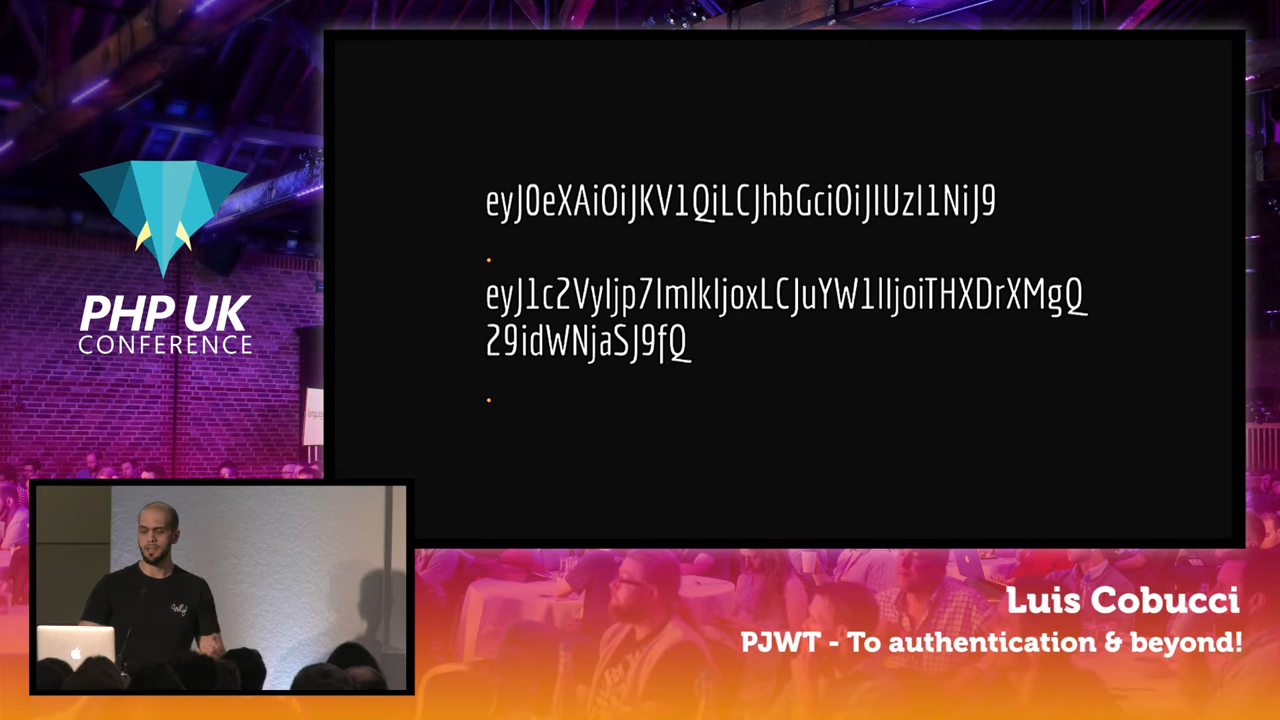 eyJ0eXAiOiJKV1QiLCJhbGciOiJIUzI1NiJ9
.
eyJ1c2VyIjp7ImlkIjoxLCJuYW1lIjoiTHXDrXMgQ
29idWNjaSJ9fQ
.
PHP UK
CONFERENCE
Luis Cobucci
PJWT - To authentication & beyond!